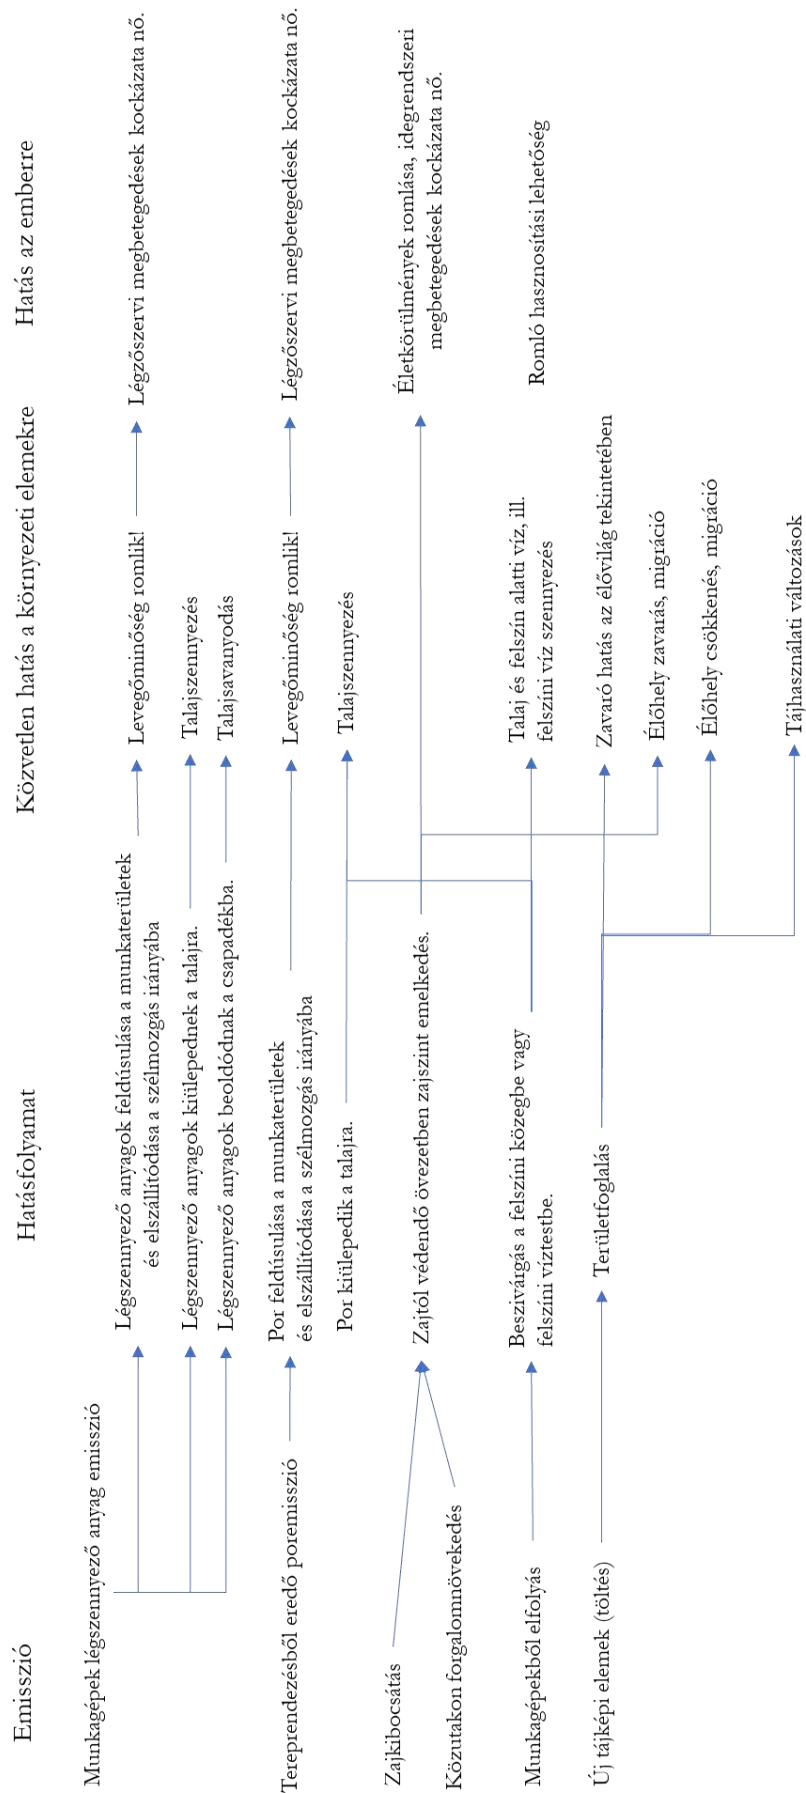 Emisszió
Hatásfolyamat
Közvetlen hatás a környezeti elemekre
Hatás az emberre
Munkagépek légszennyező anyag emisszió
Légszennyező anyagok feldúsulása a munkaterületek
és elszállítódása a szélmozgás irányába
Levegőminőség romlik!
Légzőszervi megbetegedések kockázata nő.
Légszennyező anyagok kiülepednek a talajra.
Talajszennyezés
Légszennyező anyagok beoldódnak a csapadékba.
Talajsavanyodás
Tereprendezésből eredő poremisszió
Por feldúsulása a munkaterületek
és elszállítódása a szélmozgás irányába
Levegőminőség romlik!
Légzőszervi megbetegedések kockázata nő.
Por kiülepedik a talajra.
Talajszennyezés
Zajkibocsátás
Közutakon forgalomnövekedés
Zajtól védendő övezetben zajszint emelkedés.
Életkörülmények romlása, idegrendszeri
megbetegedések kockázata nő.
Munkagépekből elfolyás
Beszivárgás a felszíni közegbe vagy
felszíni víztestbe.
Talaj és felszín alatti víz, ill.
felszíni víz szennyezés
Romló hasznosítási lehetőség
Új tájképi elemek (töltés)
Területfoglalás
Zavaró hatás az élővilág tekintetében
Élőhely zavarás, migráció
Élőhely csökkenés, migráció
Tájhasználati változások